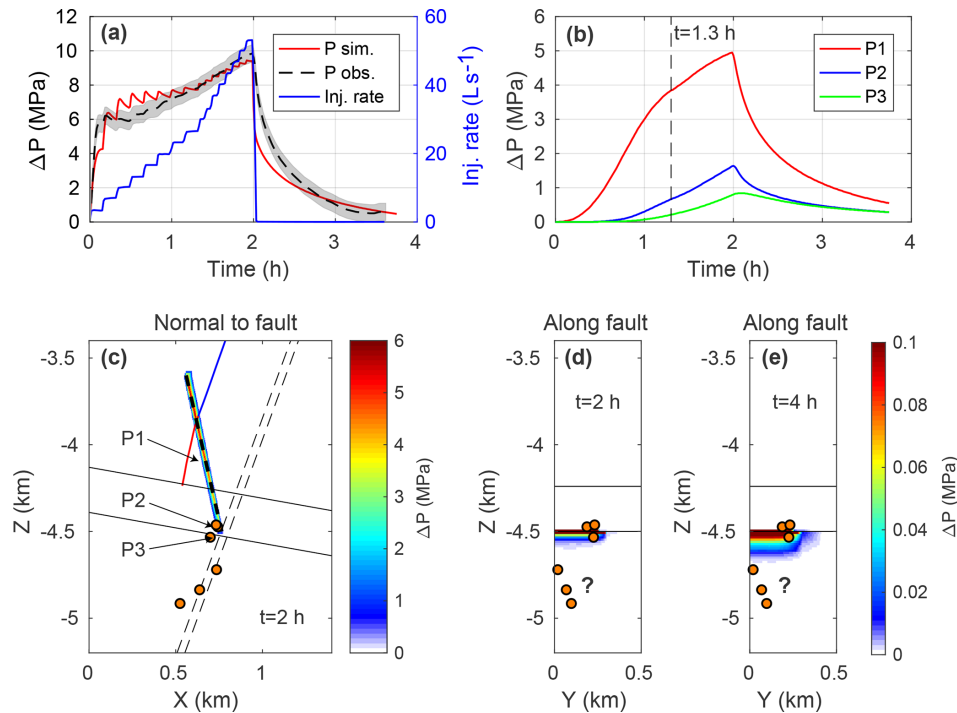 (a)
P sim.
P obs.
Inj. rate
ΔP (MPa)
12
10
8
6
4
2
0
60
40
20
0
Inj. rate (L s⁻¹)
0 1 2 3 4
Time (h)
(b)
t=1.3 h
P1
P2
P3
ΔP (MPa)
6
5
4
3
2
1
0
0 1 2 3 4
Time (h)
Normal to fault
(c)
P1
P2
P3
t=2 h
Z (km)
-3.5
-4
-4.5
-5
0 0.5 1
X (km)
6
5
4
3
2
1
0
ΔP (MPa)
Along fault
(d)
t=2 h
?
Z (km)
-3.5
-4
-4.5
-5
0 0.5
Y (km)
Along fault
(e)
t=4 h
?
Z (km)
-3.5
-4
-4.5
-5
0 0.5
Y (km)
0.1
0.08
0.06
0.04
0.02
0
ΔP (MPa)